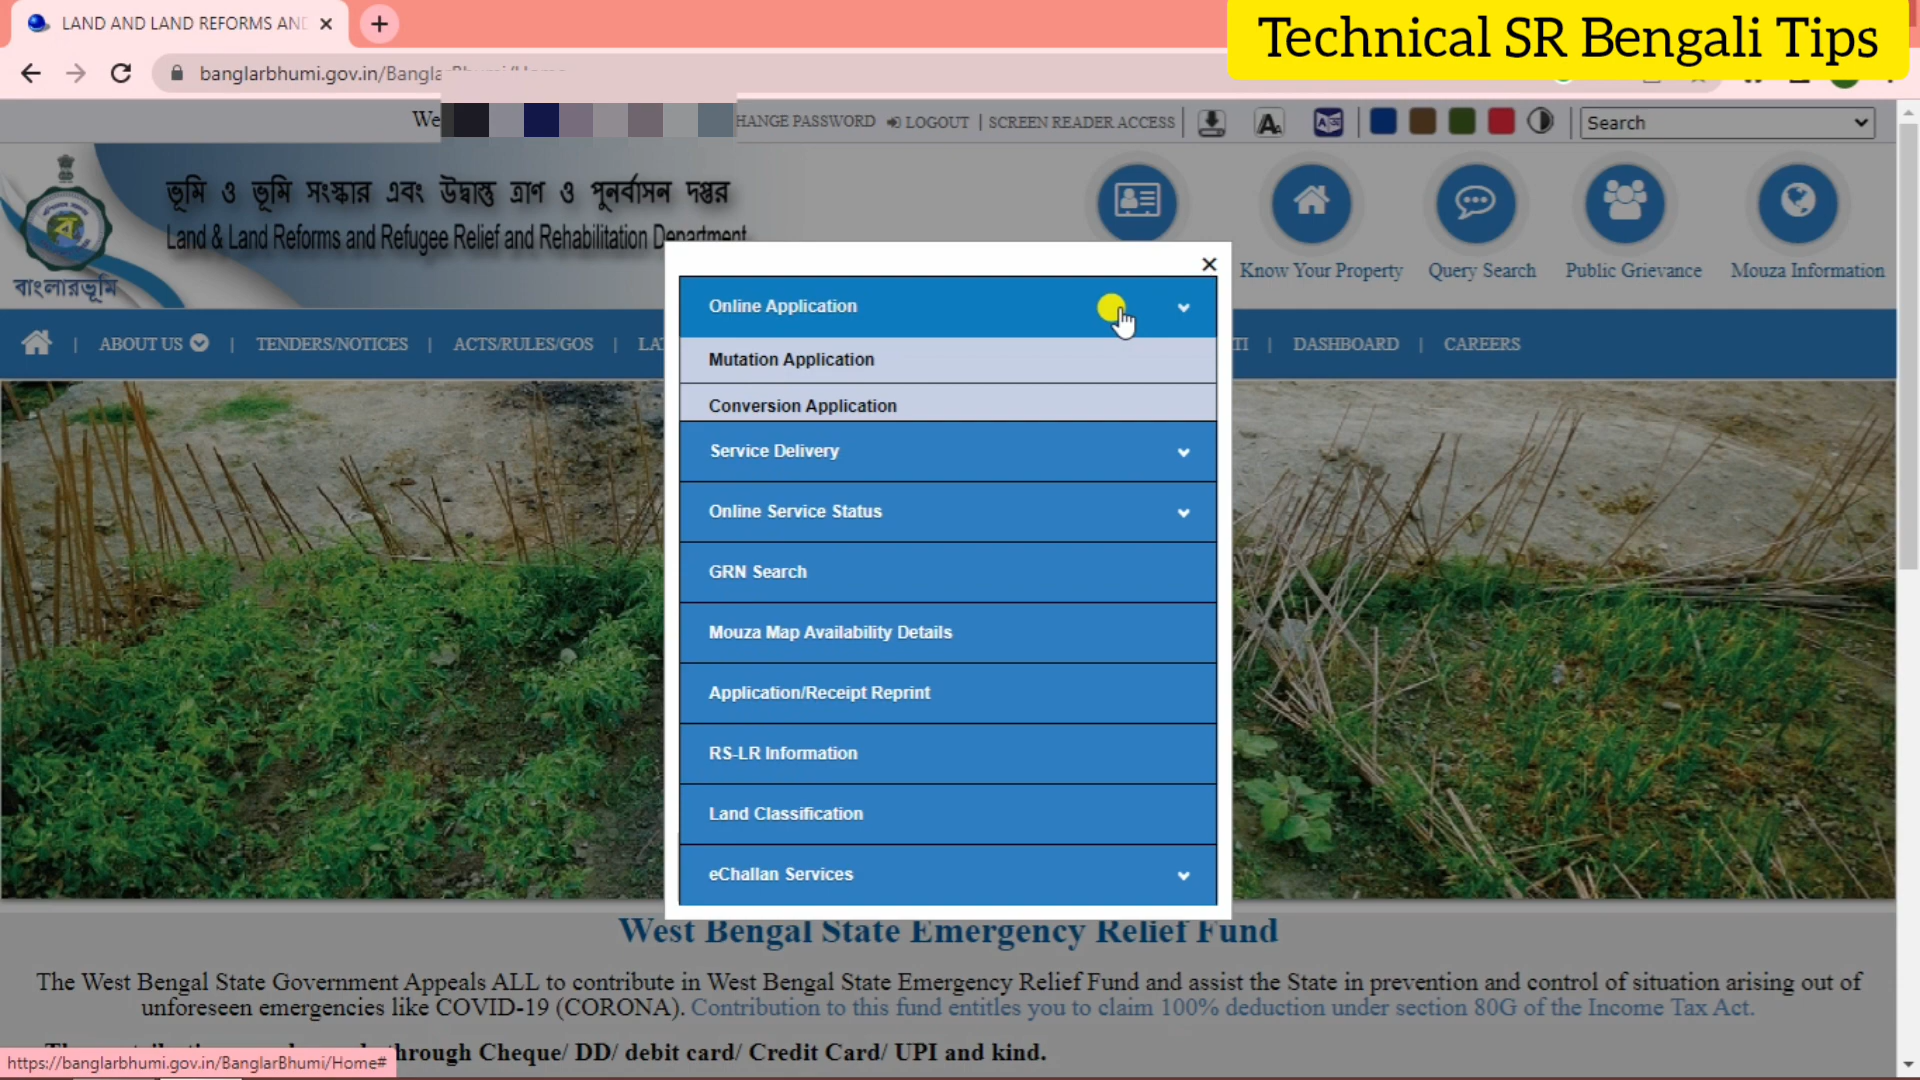 LAND AND LAND REFORMS AND
Technical SR Bengali Tips
banglarbhumi.gov.in/Bangla
We
HANGE PASSWORD
LOGOUT
SCREEN READER ACCESS
Search
ভূমি ও ভূমি সংস্কার এবং উদ্বাস্তু ত্রাণ ও পুনর্বাসন দপ্তর
Land & Land Reforms and Refugee Relief and Rehabilitation Department
বাংলারভূমি
Know Your Property
Query Search
Public Grievance
Mouza Information
ABOUT US | TENDERS/NOTICES | ACTS/RULES/GOS | LA
TI | DASHBOARD | CAREERS
Online Application
Mutation Application
Conversion Application
Service Delivery
Online Service Status
GRN Search
Mouza Map Availability Details
Application/Receipt Reprint
RS-LR Information
Land Classification
eChallan Services
West Bengal State Emergency Relief Fund
The West Bengal State Government Appeals ALL to contribute in West Bengal State Emergency Relief Fund and assist the State in prevention and control of situation arising out of
unforeseen emergencies like COVID-19 (CORONA). Contribution to this fund entitles you to claim 100% deduction under section 80G of the Income Tax Act.
through Cheque/ DD/ debit card/ Credit Card/ UPI and kind.
https://banglarbhumi.gov.in/BanglarBhumi/Home#